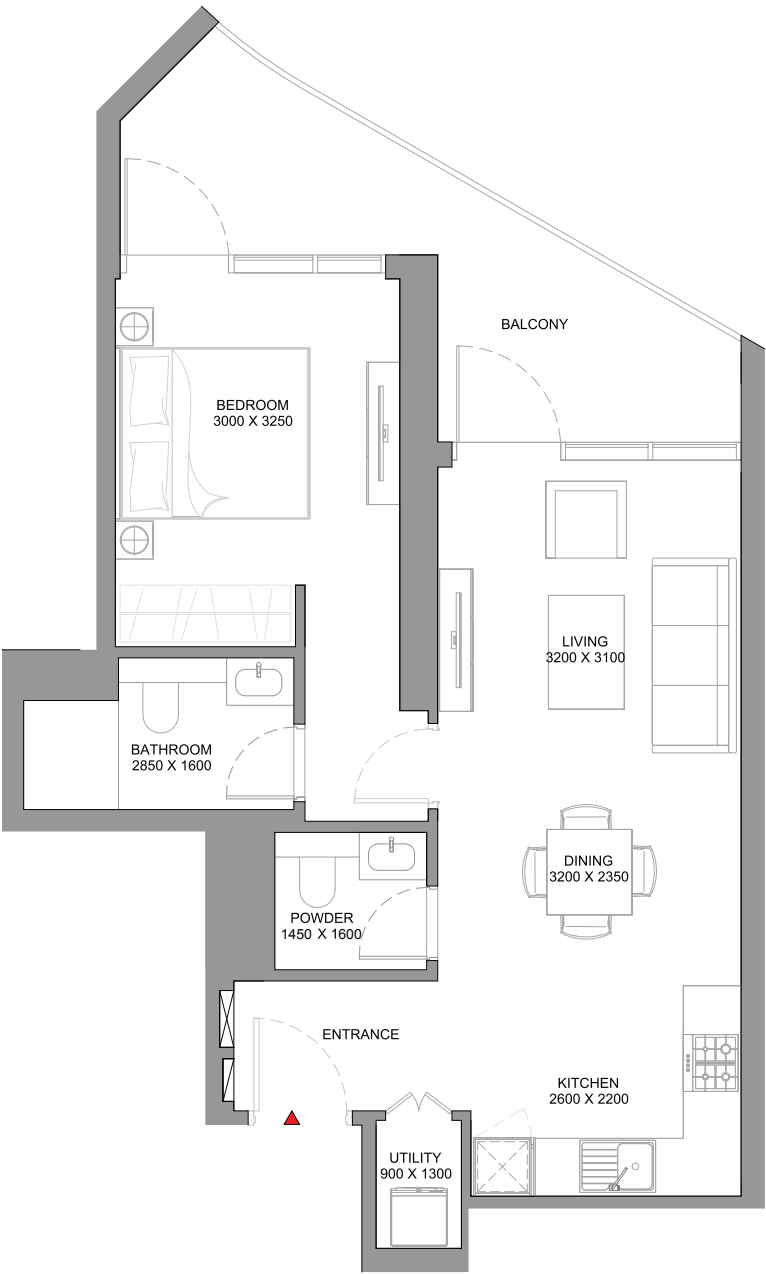 BALCONY
BEDROOM
3000 X 3250
LIVING
3200 X 3100
BATHROOM
2850 X 1600
DINING
3200 X 2350
POWDER
1450 X 1600
ENTRANCE
KITCHEN
2600 X 2200
UTILITY
900 X 1300